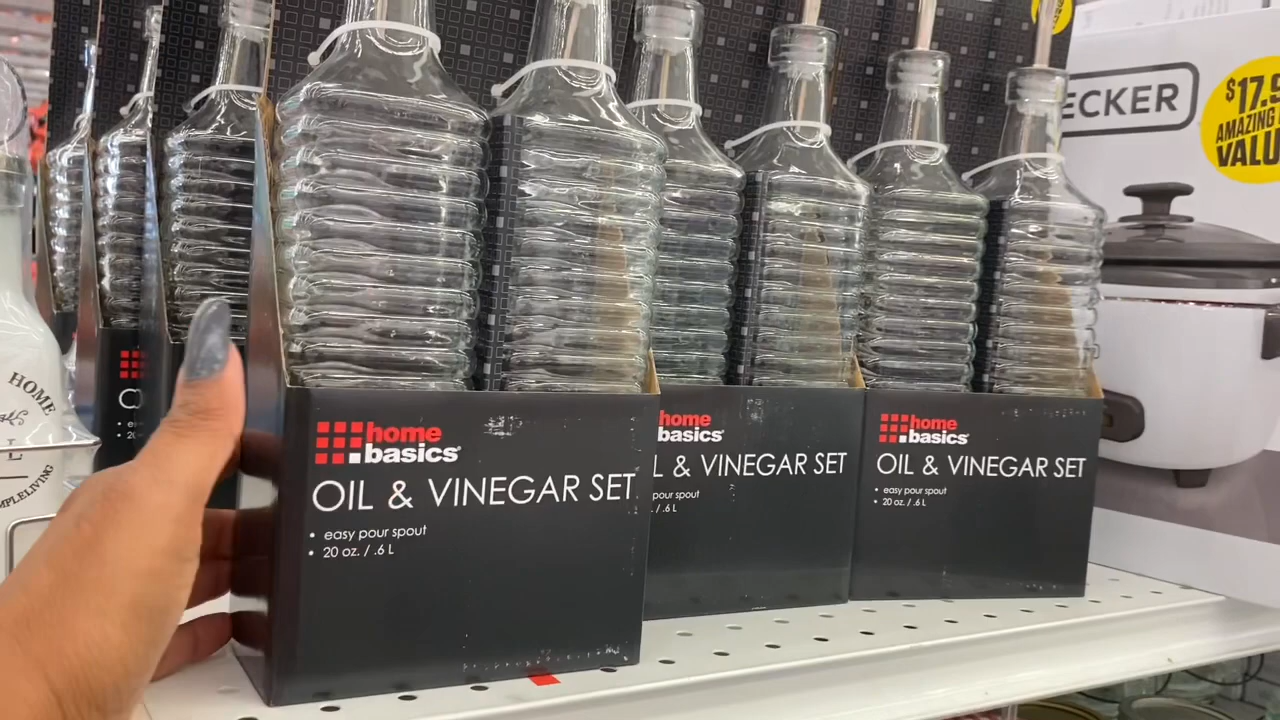 home
basics
OIL & VINEGAR SET
• easy pour spout
• 20 oz. / .6 L
home
basics
L & VINEGAR SET
pour spout
/ .6 L
home
basics
OIL & VINEGAR SET
• easy pour spout
• 20 oz. / .6 L
ECKER
$17.9
AMAZING
VALU
HOME
MPLELIVING